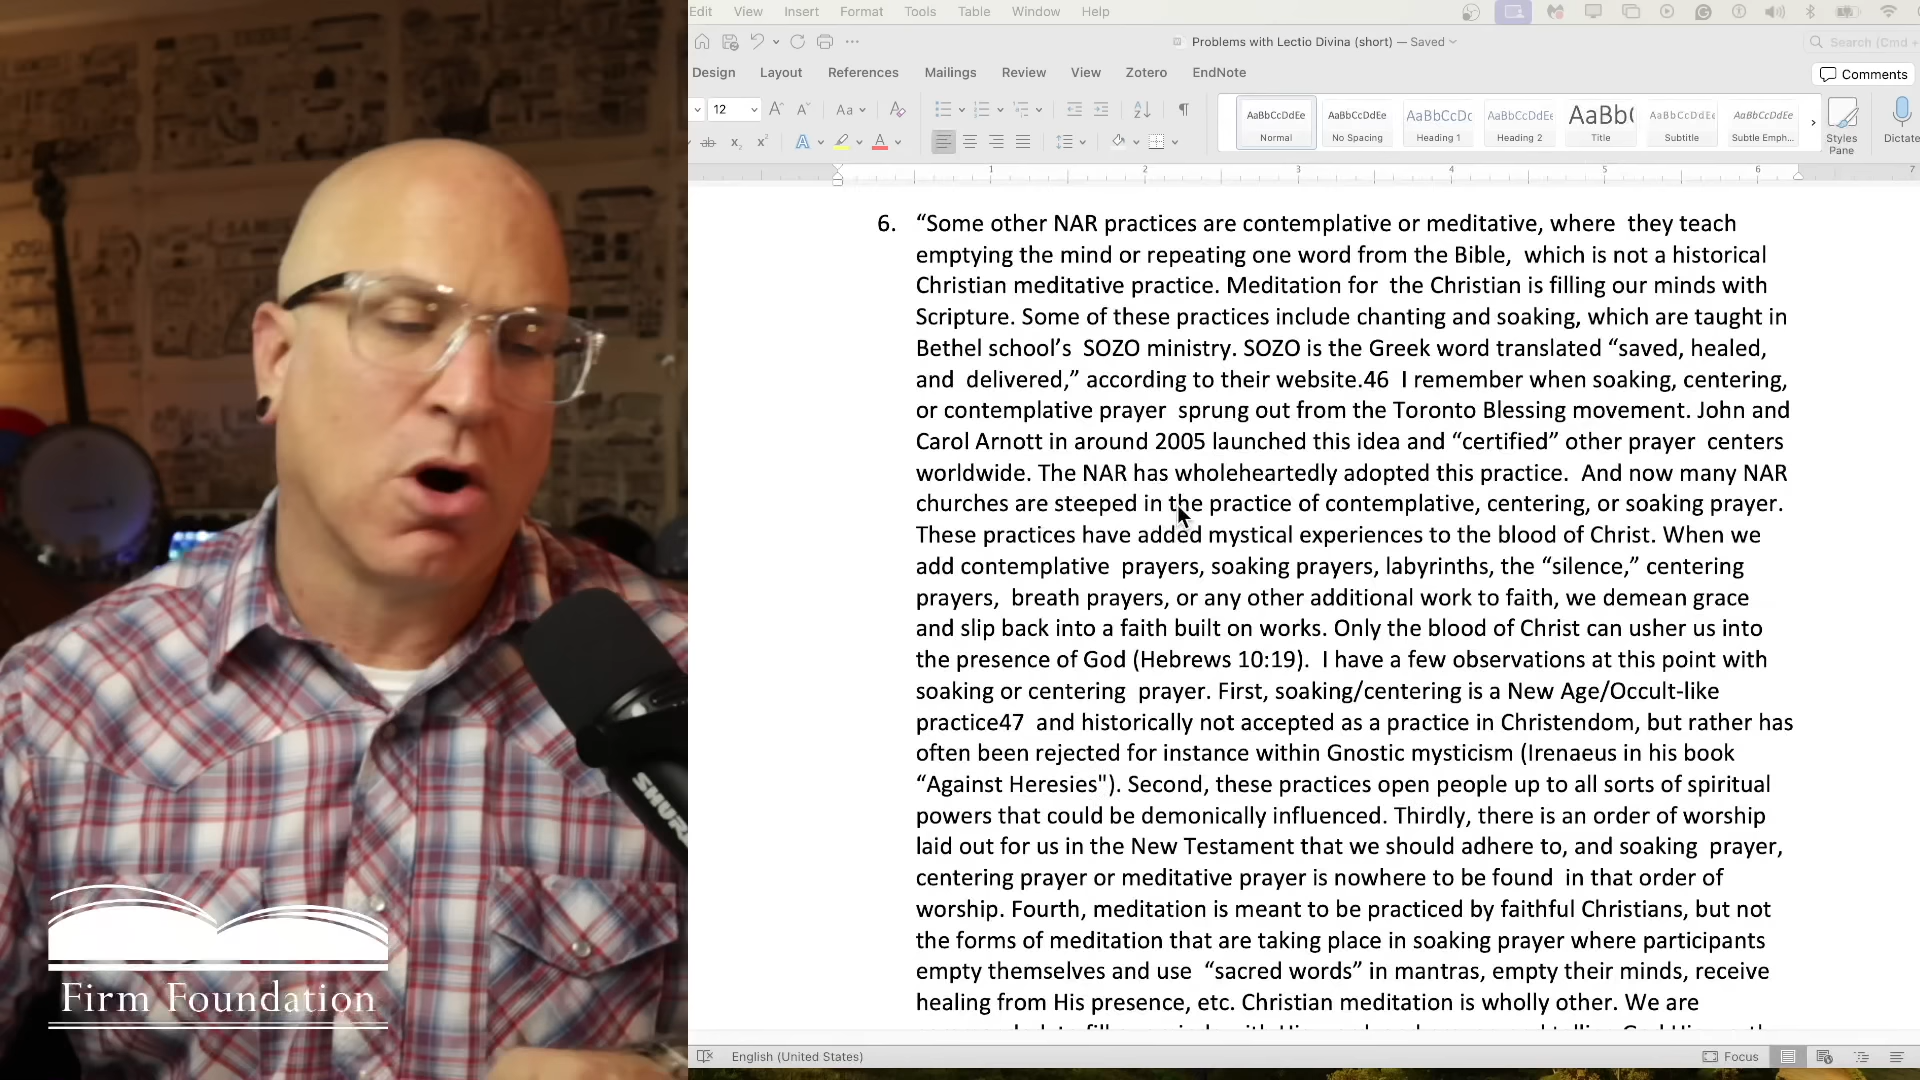 Edit View Insert Format Tools Table Window Help
Problems with Lectio Divina (short) — Saved
Search (Cmd +
Design Layout References Mailings Review View Zotero EndNote
Comments
12
Aa
AaBbCcDdEe AaBbCcDdEe AaBbCcDc AaBbCcDdEe AaBb( AaBbCcDdEe AaBbCcDdEe
Normal No Spacing Heading 1 Heading 2 Title Subtitle Subtle Emph...
Styles Pane
Dictate
1 2 3 4 5 6 7
6. “Some other NAR practices are contemplative or meditative, where they teach
emptying the mind or repeating one word from the Bible, which is not a historical
Christian meditative practice. Meditation for the Christian is filling our minds with
Scripture. Some of these practices include chanting and soaking, which are taught in
Bethel school’s SOZO ministry. SOZO is the Greek word translated “saved, healed,
and delivered,” according to their website.46 I remember when soaking, centering,
or contemplative prayer sprung out from the Toronto Blessing movement. John and
Carol Arnott in around 2005 launched this idea and “certified” other prayer centers
worldwide. The NAR has wholeheartedly adopted this practice. And now many NAR
churches are steeped in the practice of contemplative, centering, or soaking prayer.
These practices have added mystical experiences to the blood of Christ. When we
add contemplative prayers, soaking prayers, labyrinths, the “silence,” centering
prayers, breath prayers, or any other additional work to faith, we demean grace
and slip back into a faith built on works. Only the blood of Christ can usher us into
the presence of God (Hebrews 10:19). I have a few observations at this point with
soaking or centering prayer. First, soaking/centering is a New Age/Occult-like
practice47 and historically not accepted as a practice in Christendom, but rather has
often been rejected for instance within Gnostic mysticism (Irenaeus in his book
“Against Heresies"). Second, these practices open people up to all sorts of spiritual
powers that could be demonically influenced. Thirdly, there is an order of worship
laid out for us in the New Testament that we should adhere to, and soaking prayer,
centering prayer or meditative prayer is nowhere to be found in that order of
worship. Fourth, meditation is meant to be practiced by faithful Christians, but not
the forms of meditation that are taking place in soaking prayer where participants
empty themselves and use “sacred words” in mantras, empty their minds, receive
healing from His presence, etc. Christian meditation is wholly other. We are
English (United States)
Focus
SHURE
Firm Foundation